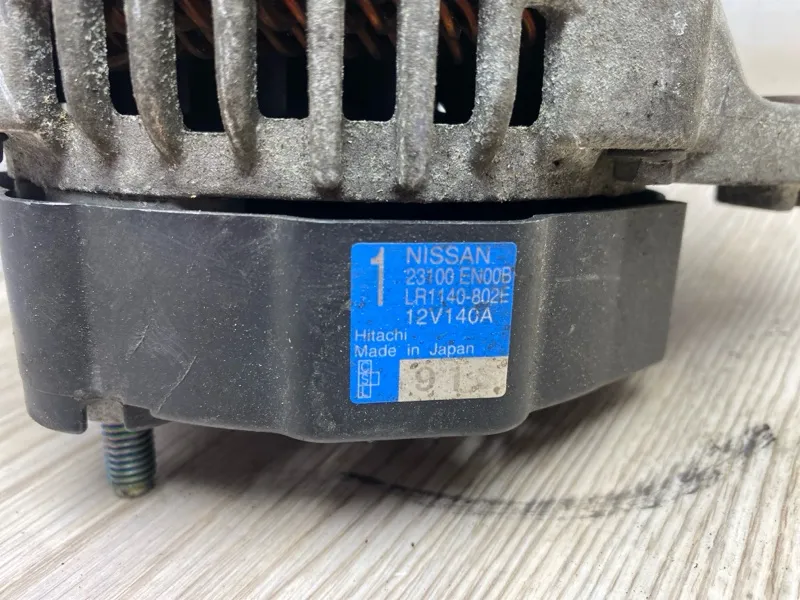 1
NISSAN
23100 EN00B
LR1140-802E
12V140A
Hitachi
Made in Japan